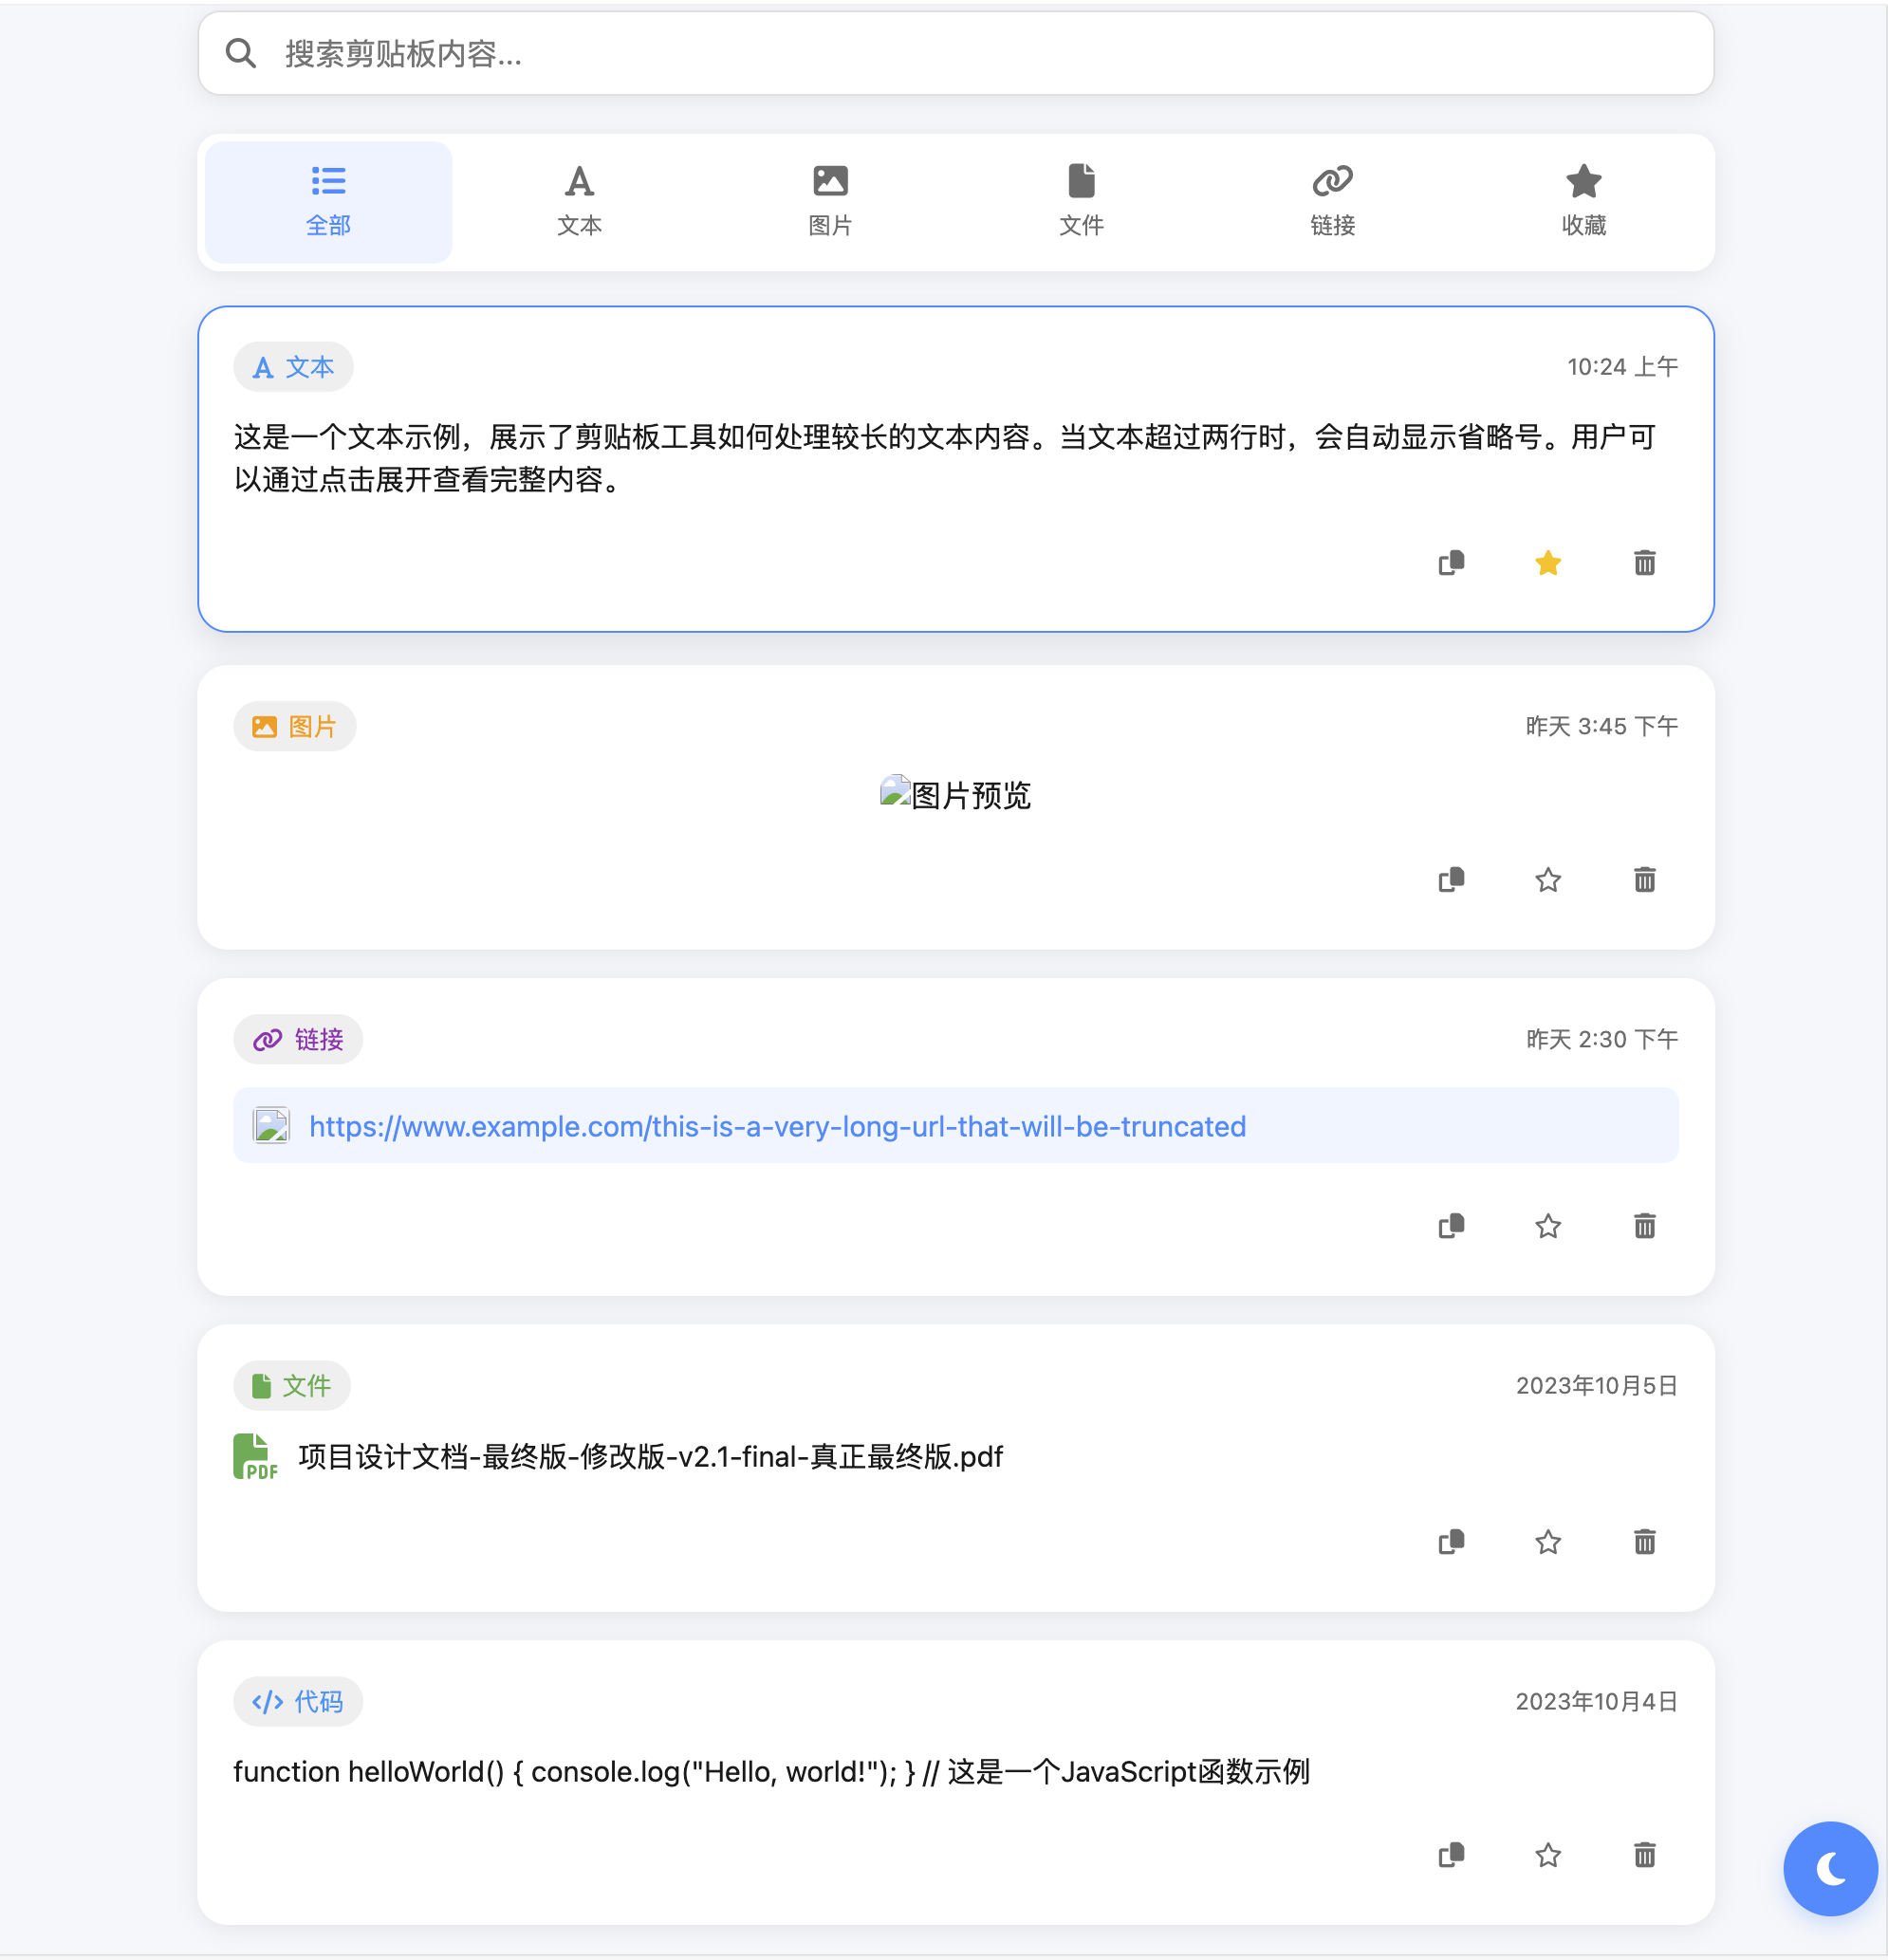 搜索剪贴板内容...
全部
文本
图片
文件
链接
收藏
文本
10:24 上午
这是一个文本示例，展示了剪贴板工具如何处理较长的文本内容。当文本超过两行时，会自动显示省略号。用户可
以通过点击展开查看完整内容。
图片
昨天 3:45 下午
图片预览
链接
昨天 2:30 下午
https://www.example.com/this-is-a-very-long-url-that-will-be-truncated
文件
2023年10月5日
PDF
项目设计文档-最终版-修改版-v2.1-final-真正最终版.pdf
代码
2023年10月4日
function helloWorld() { console.log("Hello, world!"); } // 这是一个JavaScript函数示例